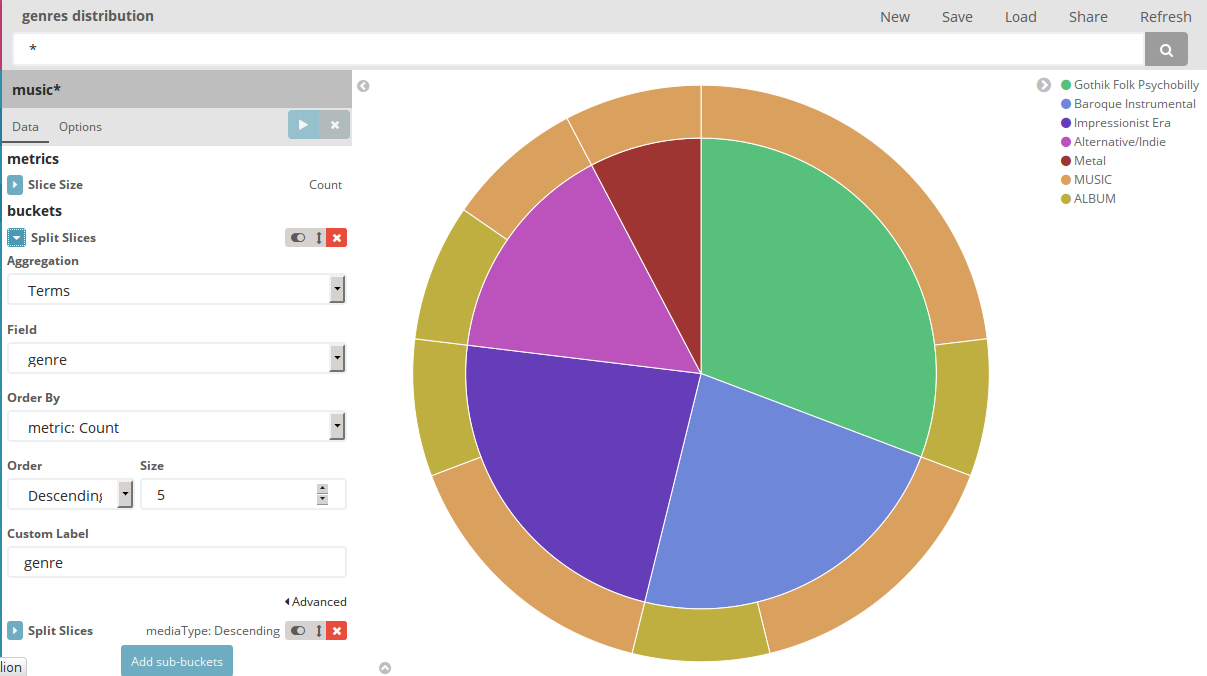 genres distribution
New Save Load Share Refresh
*
music*
Data Options
metrics
Slice Size Count
buckets
Split Slices
Aggregation
Terms
Field
genre
Order By
metric: Count
Order Size
Descending 5
Custom Label
genre
Advanced
Split Slices mediaType: Descending
Add sub-buckets
lion
Gothik Folk Psychobilly
Baroque Instrumental
Impressionist Era
Alternative/Indie
Metal
MUSIC
ALBUM